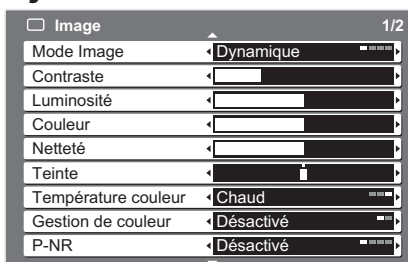 Image 1/2
Mode Image Dynamique
Contraste
Luminosité
Couleur
Netteté
Teinte
Température couleur Chaud
Gestion de couleur Désactivé
P-NR Désactivé